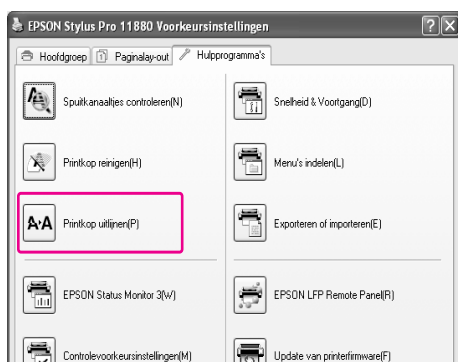 EPSON Stylus Pro 11880 Voorkeursinstellingen
Hoofdgroep Paginalay-out Hulpprogramma's
Spuitkanaaltjes controleren(N)
Snelheid & Voortgang(D)
Printkop reinigen(H)
Menu's indelen(L)
Printkop uitlijnen(P)
Exporteren of importeren(E)
EPSON Status Monitor 3(W)
EPSON LFP Remote Panel(R)
Controlevoorkeursinstellingen(M)
Update van printerfirmware(F)